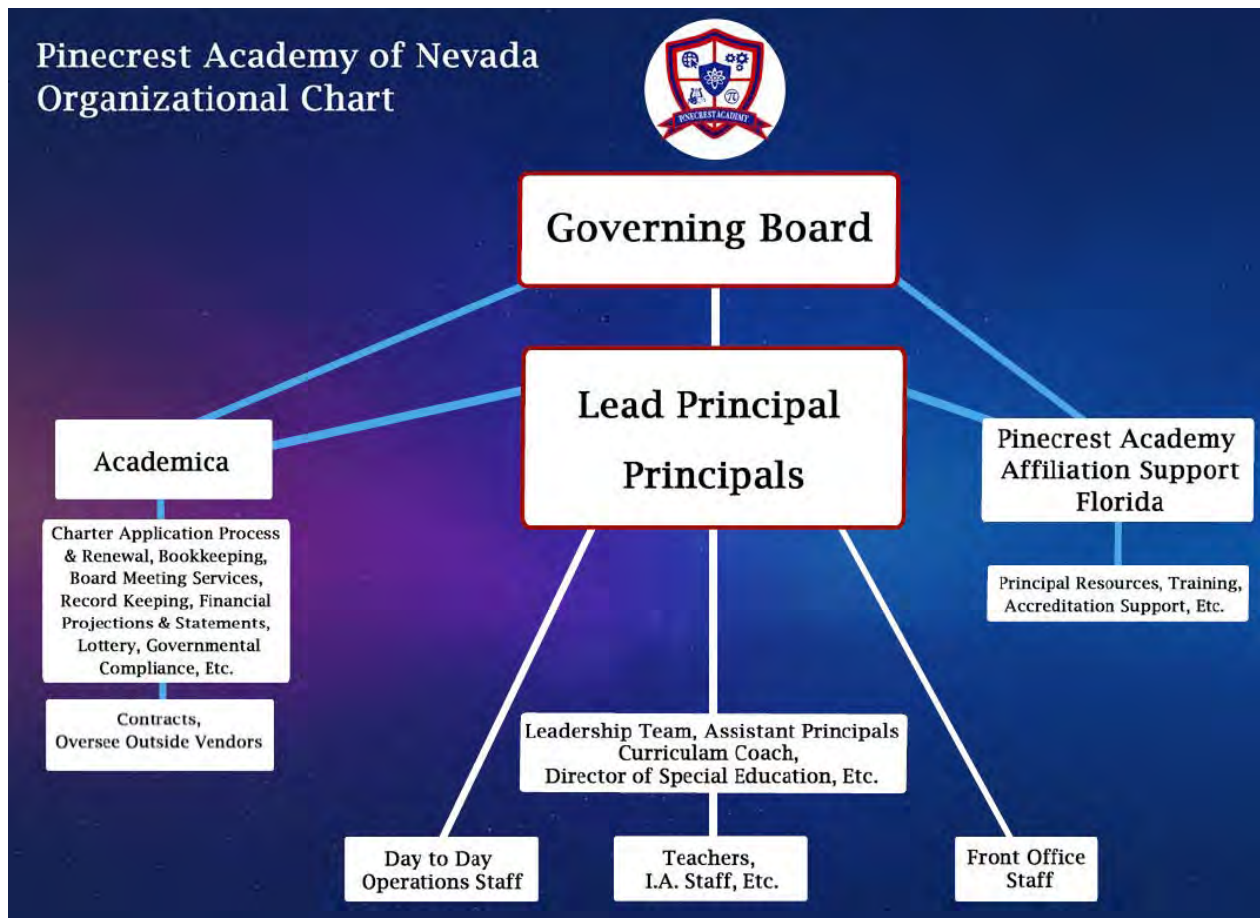 Pinecrest Academy of Nevada
Organizational Chart
PINECREST ACADEMY
Governing Board
Lead Principal
Principals
Academica
Charter Application Process
& Renewal, Bookkeeping,
Board Meeting Services,
Record Keeping, Financial
Projections & Statements,
Lottery, Governmental
Compliance, Etc.
Contracts,
Oversee Outside Vendors
Pinecrest Academy
Affiliation Support
Florida
Principal Resources, Training,
Accreditation Support, Etc.
Leadership Team, Assistant Principals
Curriculam Coach,
Director of Special Education, Etc.
Day to Day
Operations Staff
Teachers,
I.A. Staff, Etc.
Front Office
Staff